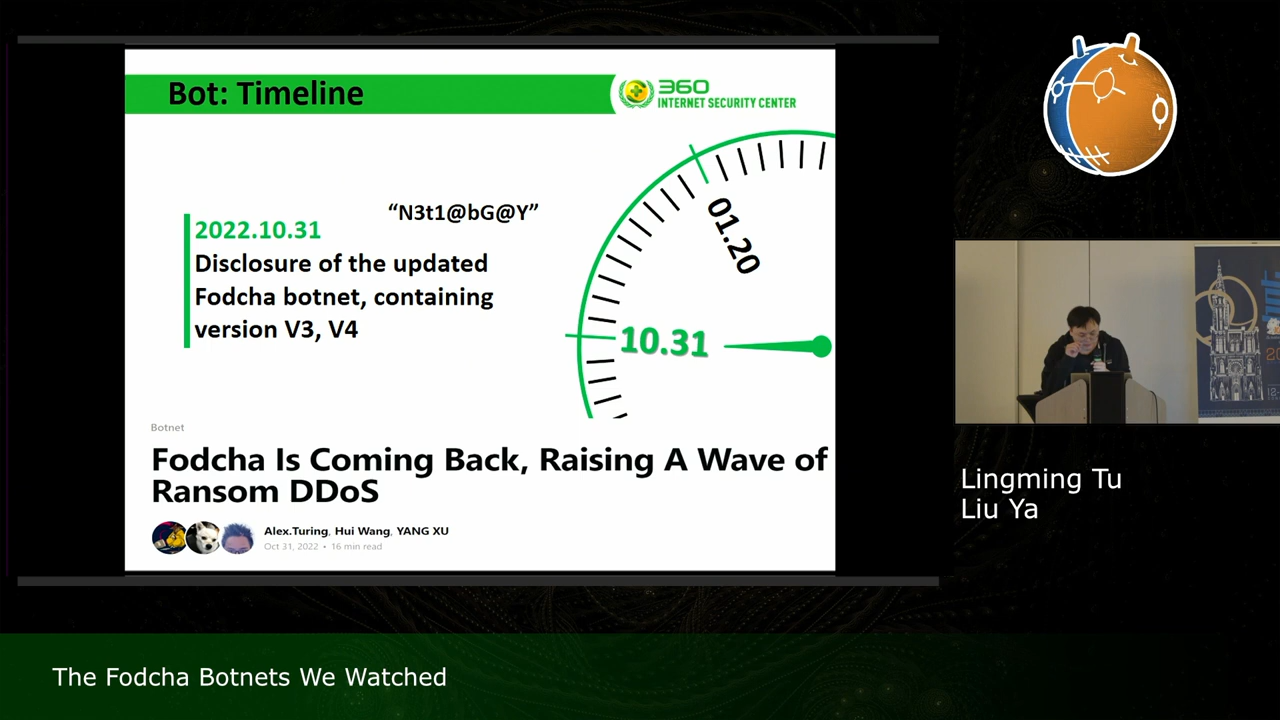 Bot: Timeline
360
INTERNET SECURITY CENTER
"N3t1@bG@Y"
2022.10.31
Disclosure of the updated
Fodcha botnet, containing
version V3, V4
01.20
10.31
Botnet
Fodcha Is Coming Back, Raising A Wave of
Ransom DDoS
Alex.Turing, Hui Wang, YANG XU
Oct 31, 2022 • 16 min read
Lingming Tu
Liu Ya
The Fodcha Botnets We Watched